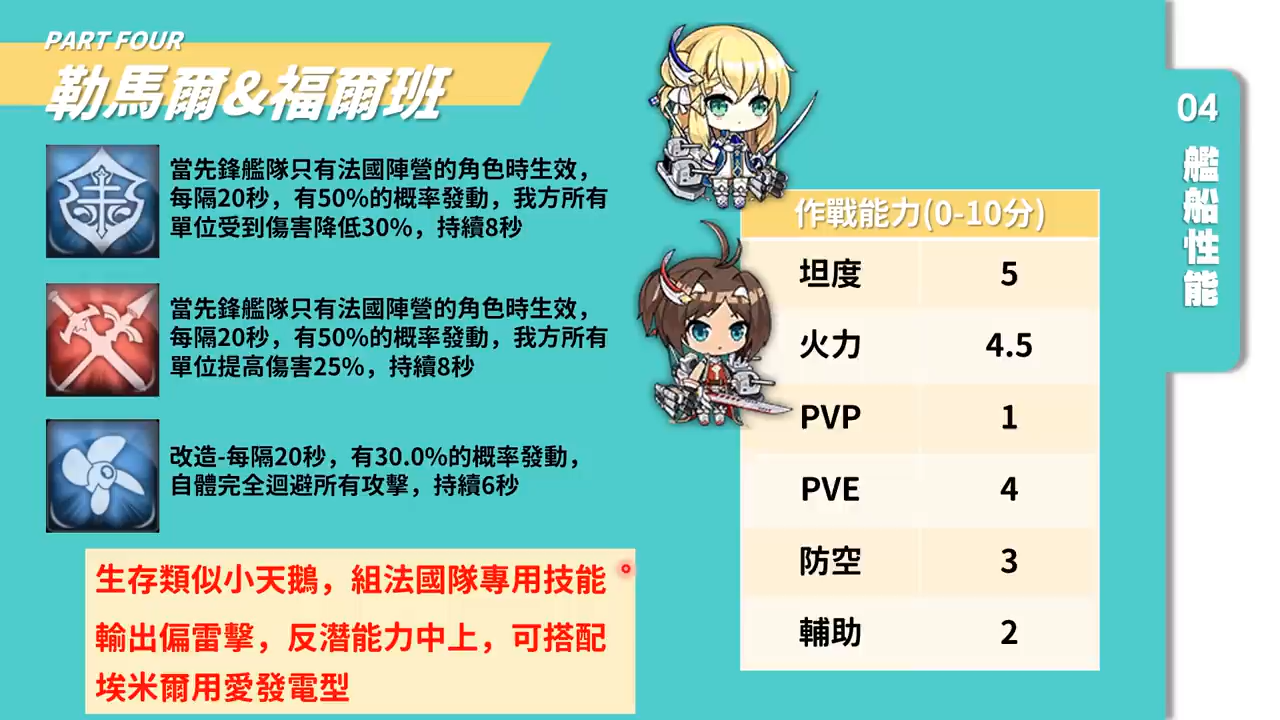 PART FOUR
勒馬爾&福爾班
當先鋒艦隊只有法國陣營的角色時生效，
每隔20秒，有50%的概率發動，我方所有
單位受到傷害降低30%，持續8秒
當先鋒艦隊只有法國陣營的角色時生效，
每隔20秒，有50%的概率發動，我方所有
單位提高傷害25%，持續8秒
改造-每隔20秒，有30.0%的概率發動，
自體完全迴避所有攻擊，持續6秒
生存類似小天鵝，組法國隊專用技能
輸出偏雷擊，反潛能力中上，可搭配
埃米爾用愛發電型
作戰能力(0-10分)
坦度 5
火力 4.5
PVP 1
PVE 4
防空 3
輔助 2
04
艦船性能